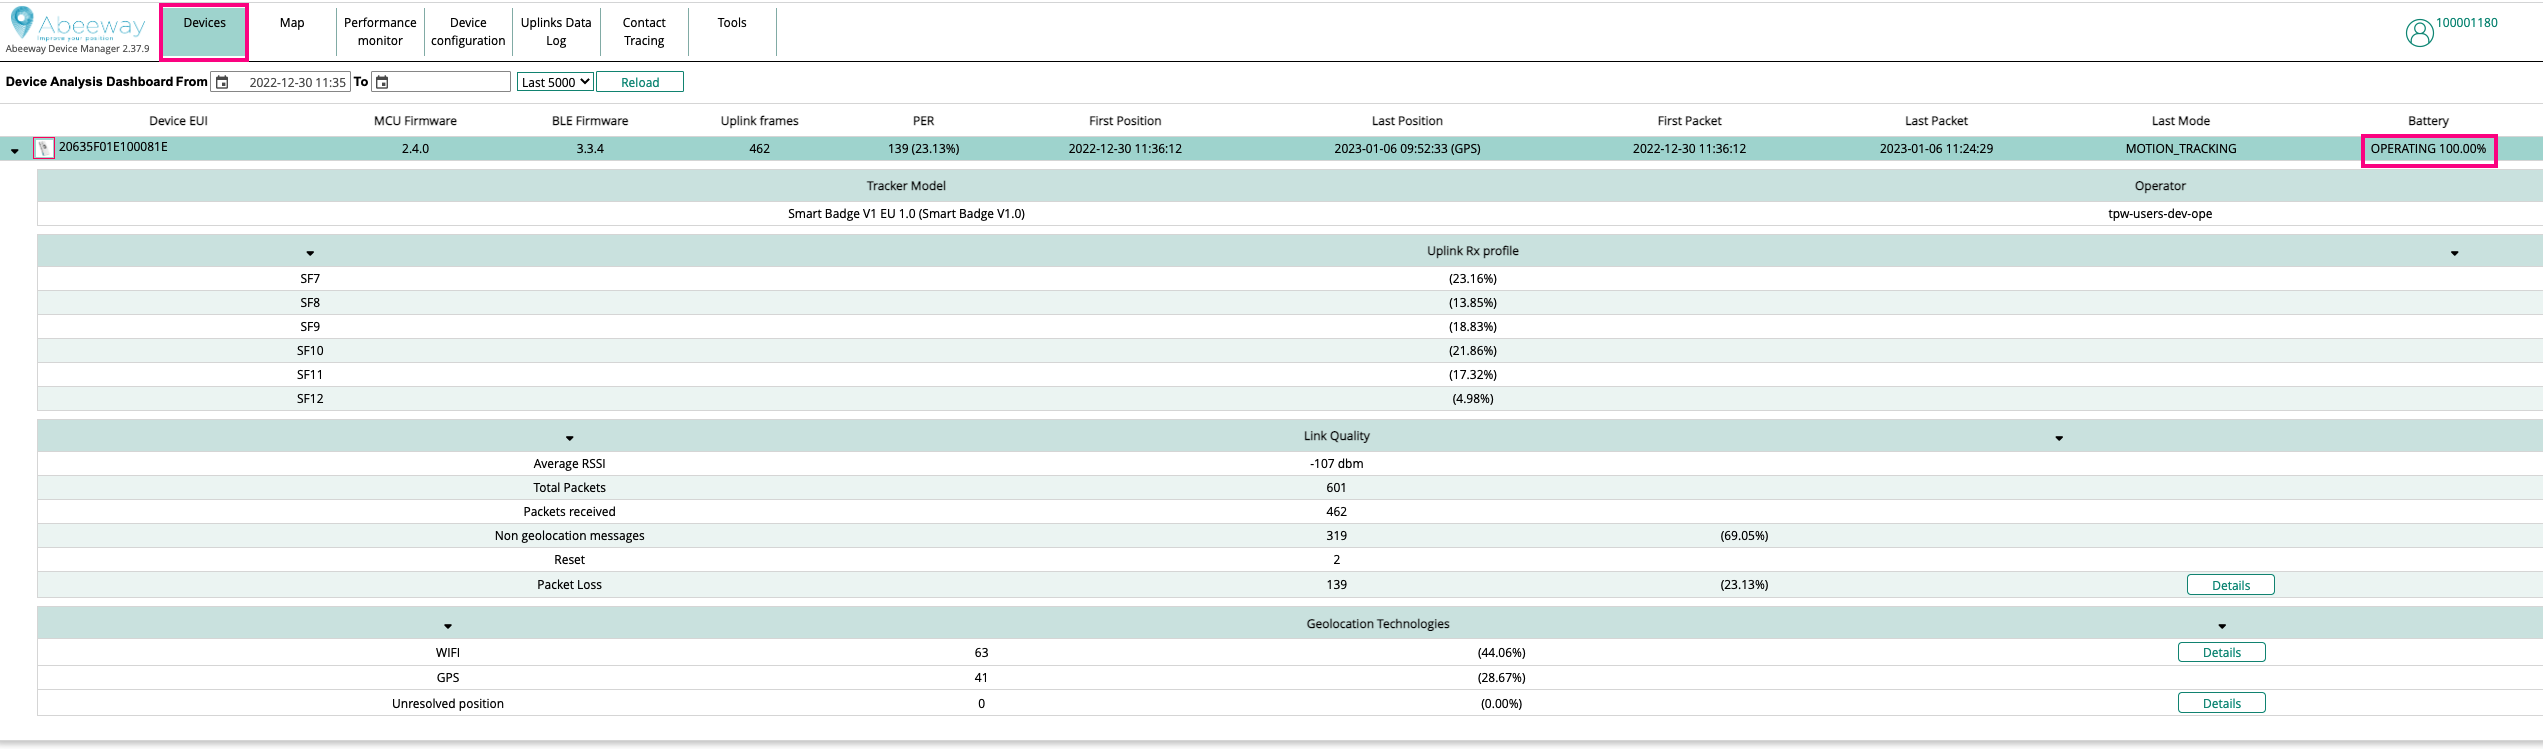 Abeeway
Improve your position
Abeeway Device Manager 2.37.9
Devices
Map
Performance
monitor
Device
configuration
Uplinks Data
Log
Contact
Tracing
Tools
100001180
Device Analysis Dashboard From 2022-12-30 11:35 To Last 5000 Reload
Device EUI MCU Firmware BLE Firmware Uplink frames PER First Position Last Position First Packet Last Packet Last Mode Battery
20635F01E100081E 2.4.0 3.3.4 462 139 (23.13%) 2022-12-30 11:36:12 2023-01-06 09:52:33 (GPS) 2022-12-30 11:36:12 2023-01-06 11:24:29 MOTION_TRACKING OPERATING 100.00%
Tracker Model Operator
Smart Badge V1 EU 1.0 (Smart Badge V1.0) tpw-users-dev-ope
Uplink Rx profile
SF7 (23.16%)
SF8 (13.85%)
SF9 (18.83%)
SF10 (21.86%)
SF11 (17.32%)
SF12 (4.98%)
Link Quality
Average RSSI -107 dbm
Total Packets 601
Packets received 462
Non geolocation messages 319 (69.05%)
Reset 2
Packet Loss 139 (23.13%) Details
Geolocation Technologies
WIFI 63 (44.06%) Details
GPS 41 (28.67%)
Unresolved position 0 (0.00%) Details